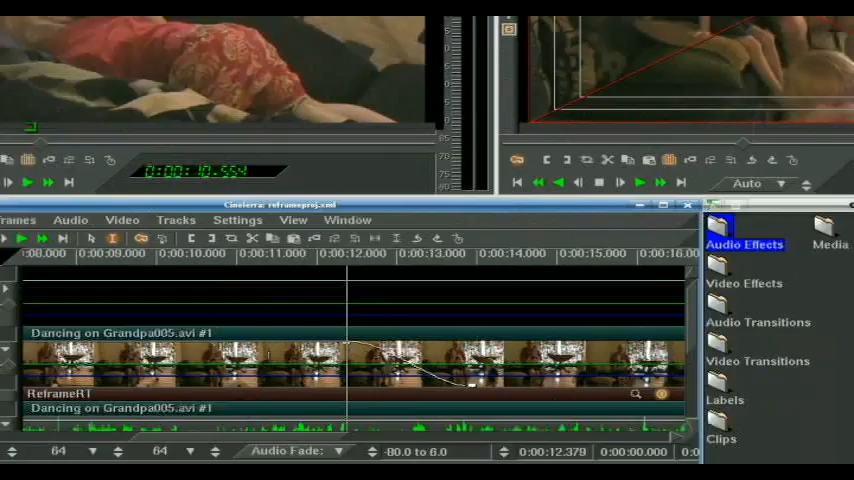 0:00:10.554
Auto
Cinelerra: reframeproj.xml
rames Audio Video Tracks Settings View Window
:08.000 0:00:09.000 0:00:10.000 0:00:11.000 0:00:12.000 0:00:13.000 0:00:14.000 0:00:15.000 0:00:16.00
Audio Effects
Media
Video Effects
Audio Transitions
Video Transitions
Labels
Clips
Dancing on Grandpa005.avi #1
ReframeRT
Dancing on Grandpa005.avi #1
64
64
Audio Fade:
-80.0 to 6.0
0:00:12.379
0:00:00.000
0:0